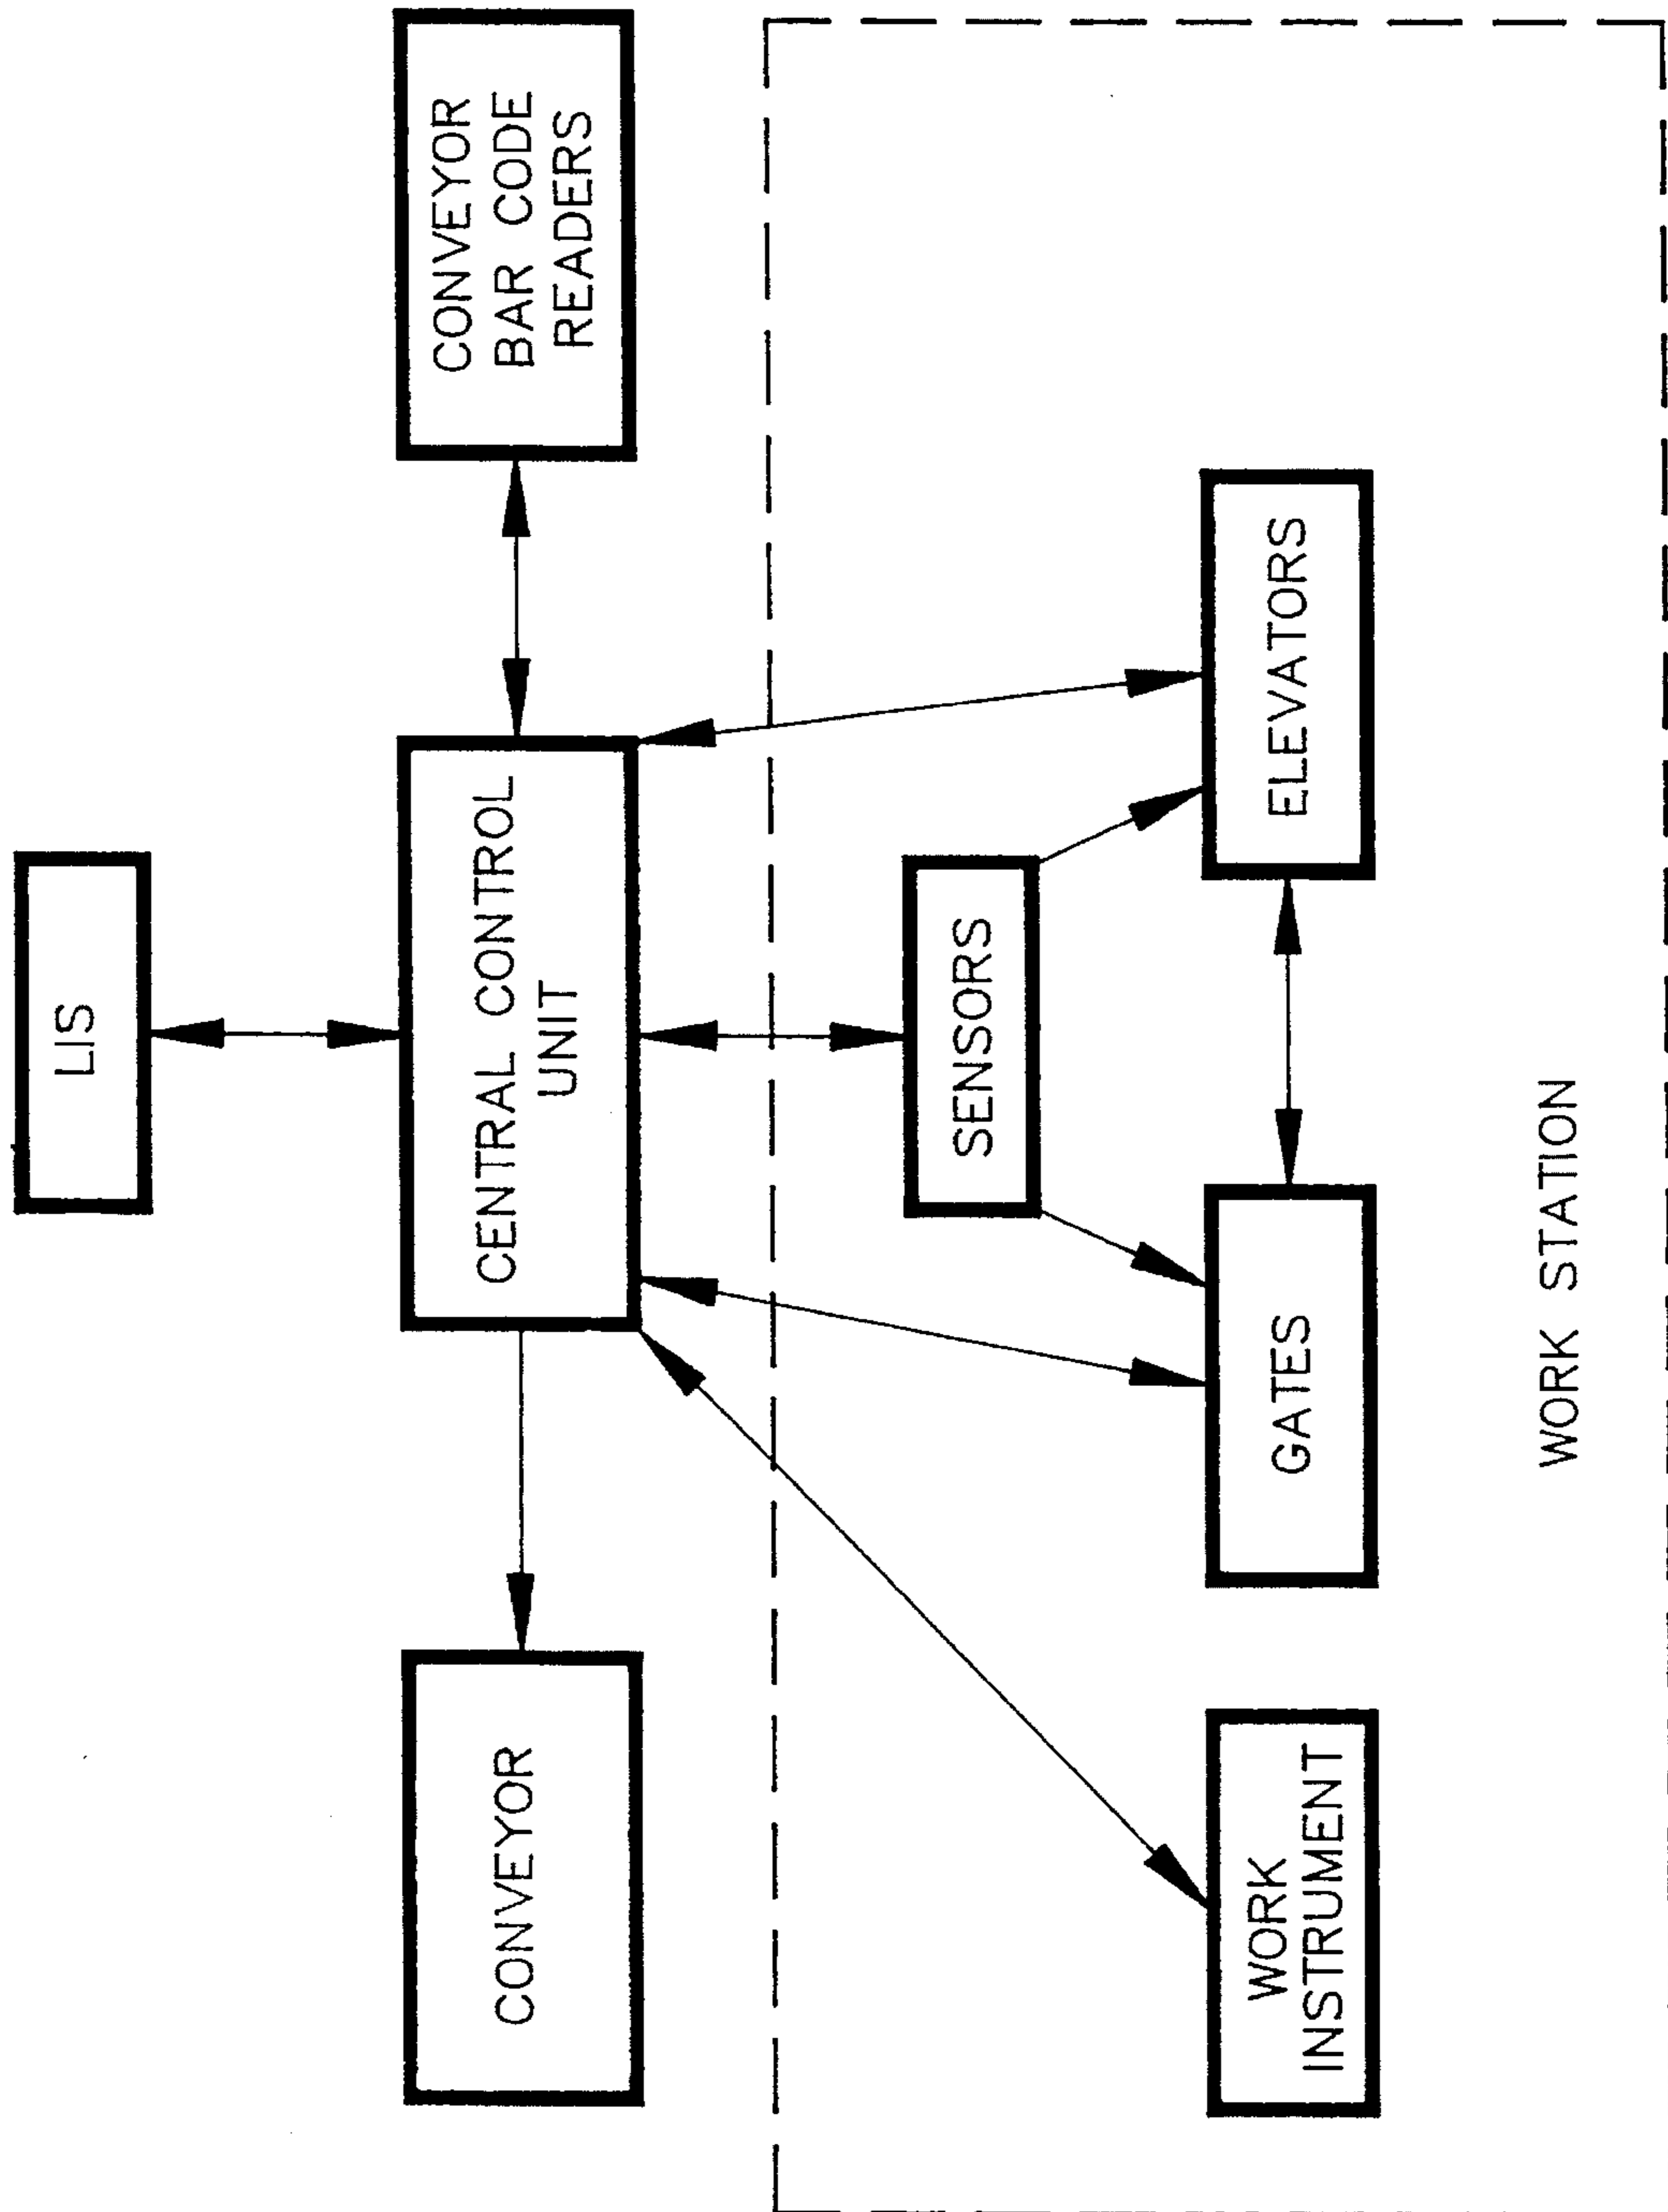 LIS
CONVEYOR
CENTRAL CONTROL
UNIT
CONVEYOR
BAR CODE
READERS
SENSORS
WORK
INSTRUMENT
GATES
ELEVATORS
WORK STATION